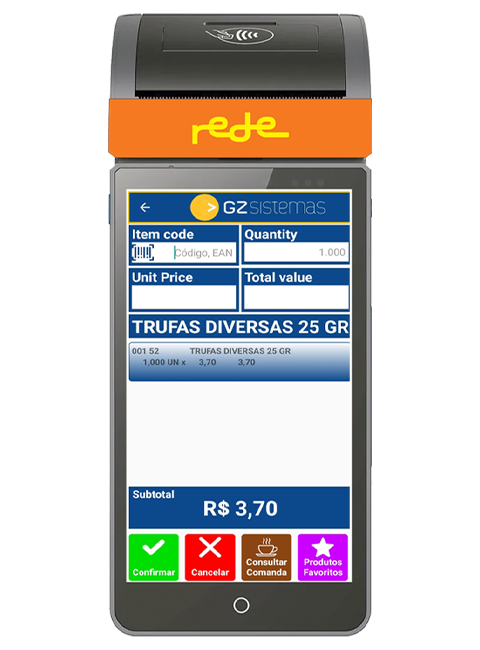 rede
GZsistemas
Item code
Quantity
Código, EAN
1.000
Unit Price
Total value
TRUFAS DIVERSAS 25 GR
001 52 TRUFAS DIVERSAS 25 GR
1,000 UN x 3,70 3,70
Subtotal
R$ 3,70
Confirmar
Cancelar
Consultar
Comanda
Produtos
Favoritos